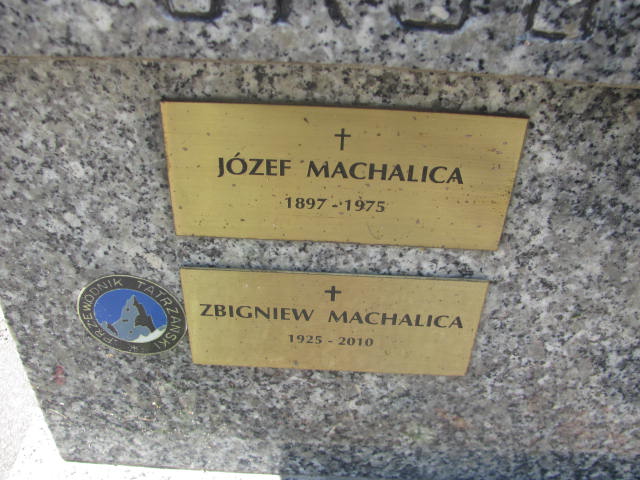 † 
JÓZEF MACHALICA
1897 - 1975
†
ZBIGNIEW MACHALICA
1925 - 2010
PRZEWODNIK TATRZAŃSKI